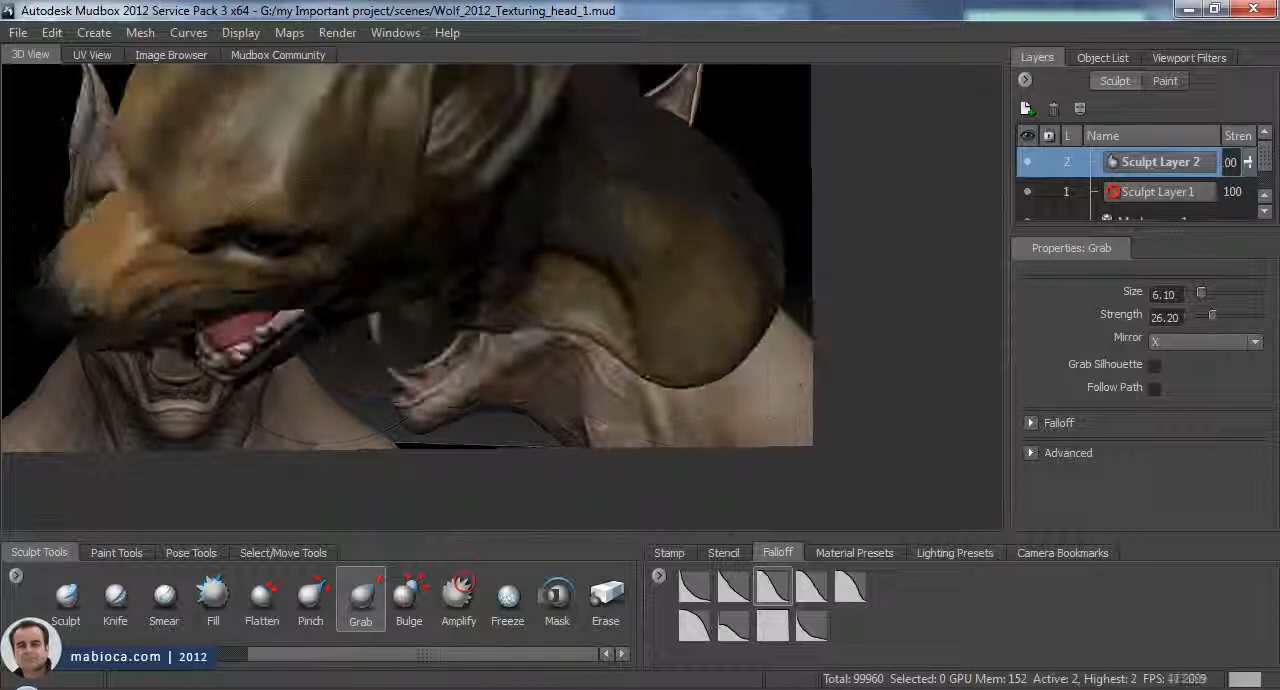 Autodesk Mudbox 2012 Service Pack 3 x64 - G:/my Important project/scenes/Wolf_2012_Texturing_head_1.mud
File Edit Create Mesh Curves Display Maps Render Windows Help
3D View UV View Image Browser Mudbox Community
Layers Object List Viewport Filters
Sculpt Paint
L Name Stren
2 Sculpt Layer 2 .00
1 Sculpt Layer1 100
Properties: Grab
Size 6.10
Strength 26.20
Mirror X
Grab Silhouette
Follow Path
Falloff
Advanced
Sculpt Tools Paint Tools Pose Tools Select/Move Tools
Stamp Stencil Falloff Material Presets Lighting Presets Camera Bookmarks
Sculpt Knife Smear Fill Flatten Pinch Grab Bulge Amplify Freeze Mask Erase
mabioca.com | 2012
Total: 99960 Selected: 0 GPU Mem: 152 Active: 2, Highest: 2 FPS: